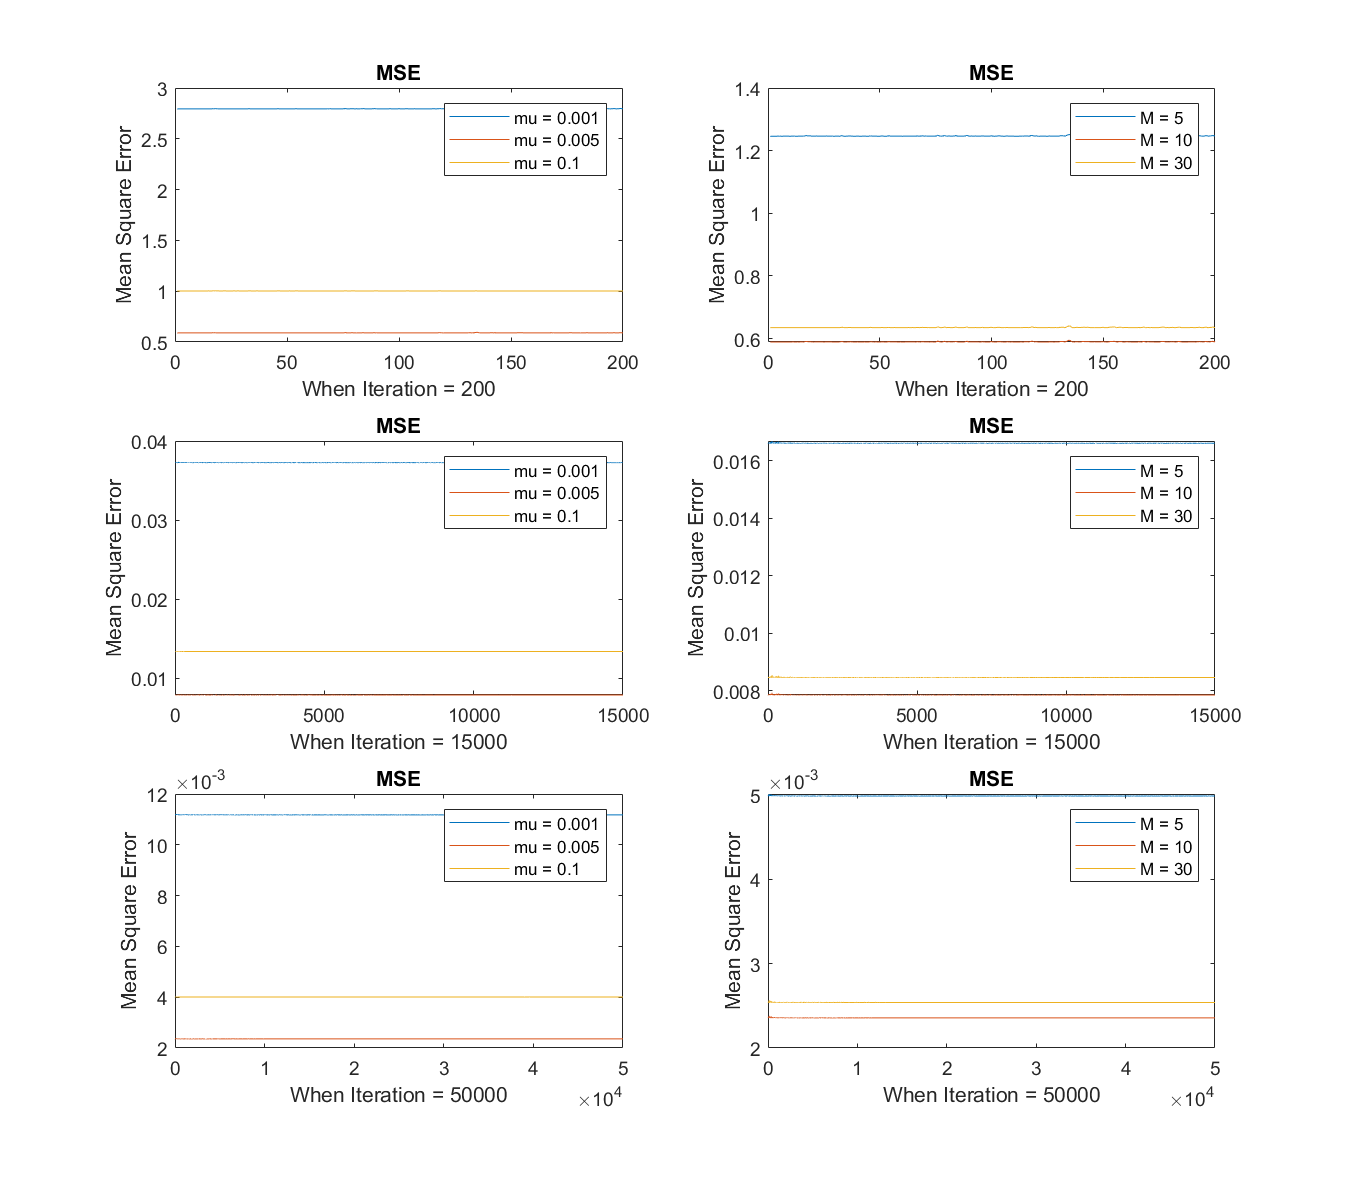 MSE
3
2.5
2
1.5
1
0.5
Mean Square Error
mu = 0.001
mu = 0.005
mu = 0.1
0 50 100 150 200
When Iteration = 200
MSE
1.4
1.2
1
0.8
0.6
Mean Square Error
M = 5
M = 10
M = 30
0 50 100 150 200
When Iteration = 200
MSE
0.04
0.03
0.02
0.01
Mean Square Error
mu = 0.001
mu = 0.005
mu = 0.1
0 5000 10000 15000
When Iteration = 15000
MSE
0.016
0.014
0.012
0.01
0.008
Mean Square Error
M = 5
M = 10
M = 30
0 5000 10000 15000
When Iteration = 15000
×10-3 MSE
12
10
8
6
4
2
Mean Square Error
mu = 0.001
mu = 0.005
mu = 0.1
0 1 2 3 4 5
When Iteration = 50000 ×104
×10-3 MSE
5
4
3
2
Mean Square Error
M = 5
M = 10
M = 30
0 1 2 3 4 5
When Iteration = 50000 ×104